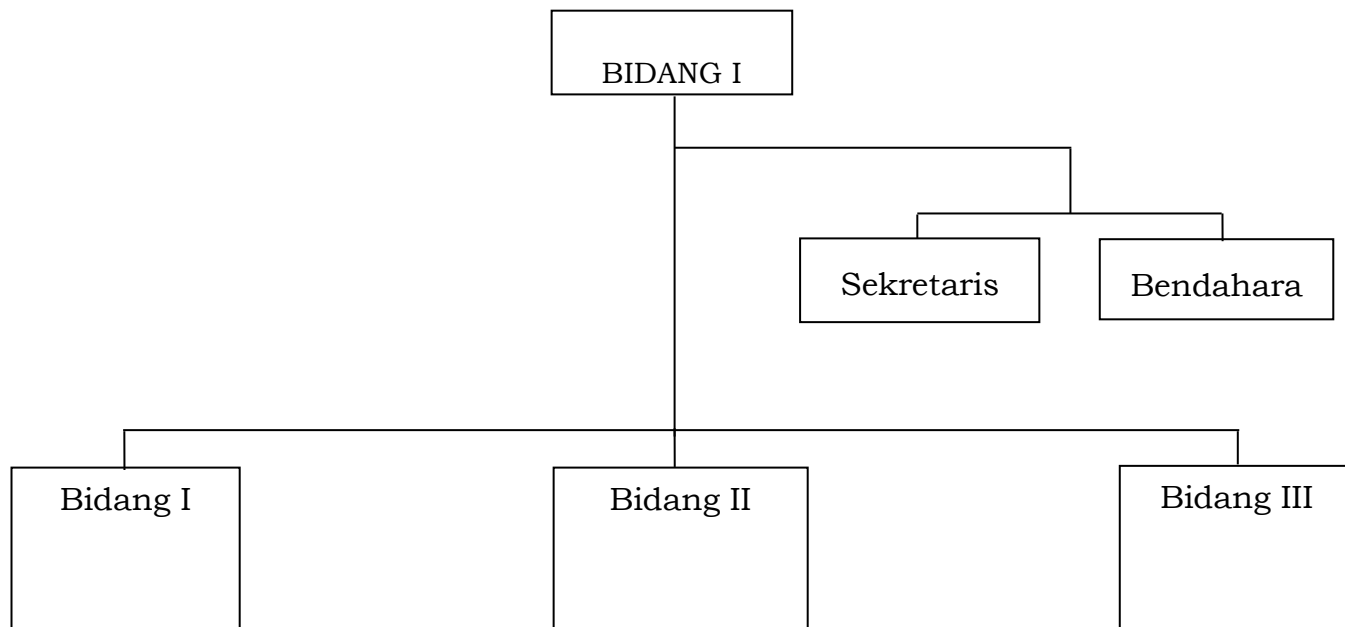 BIDANG I
Sekretaris
Bendahara
Bidang I
Bidang II
Bidang III